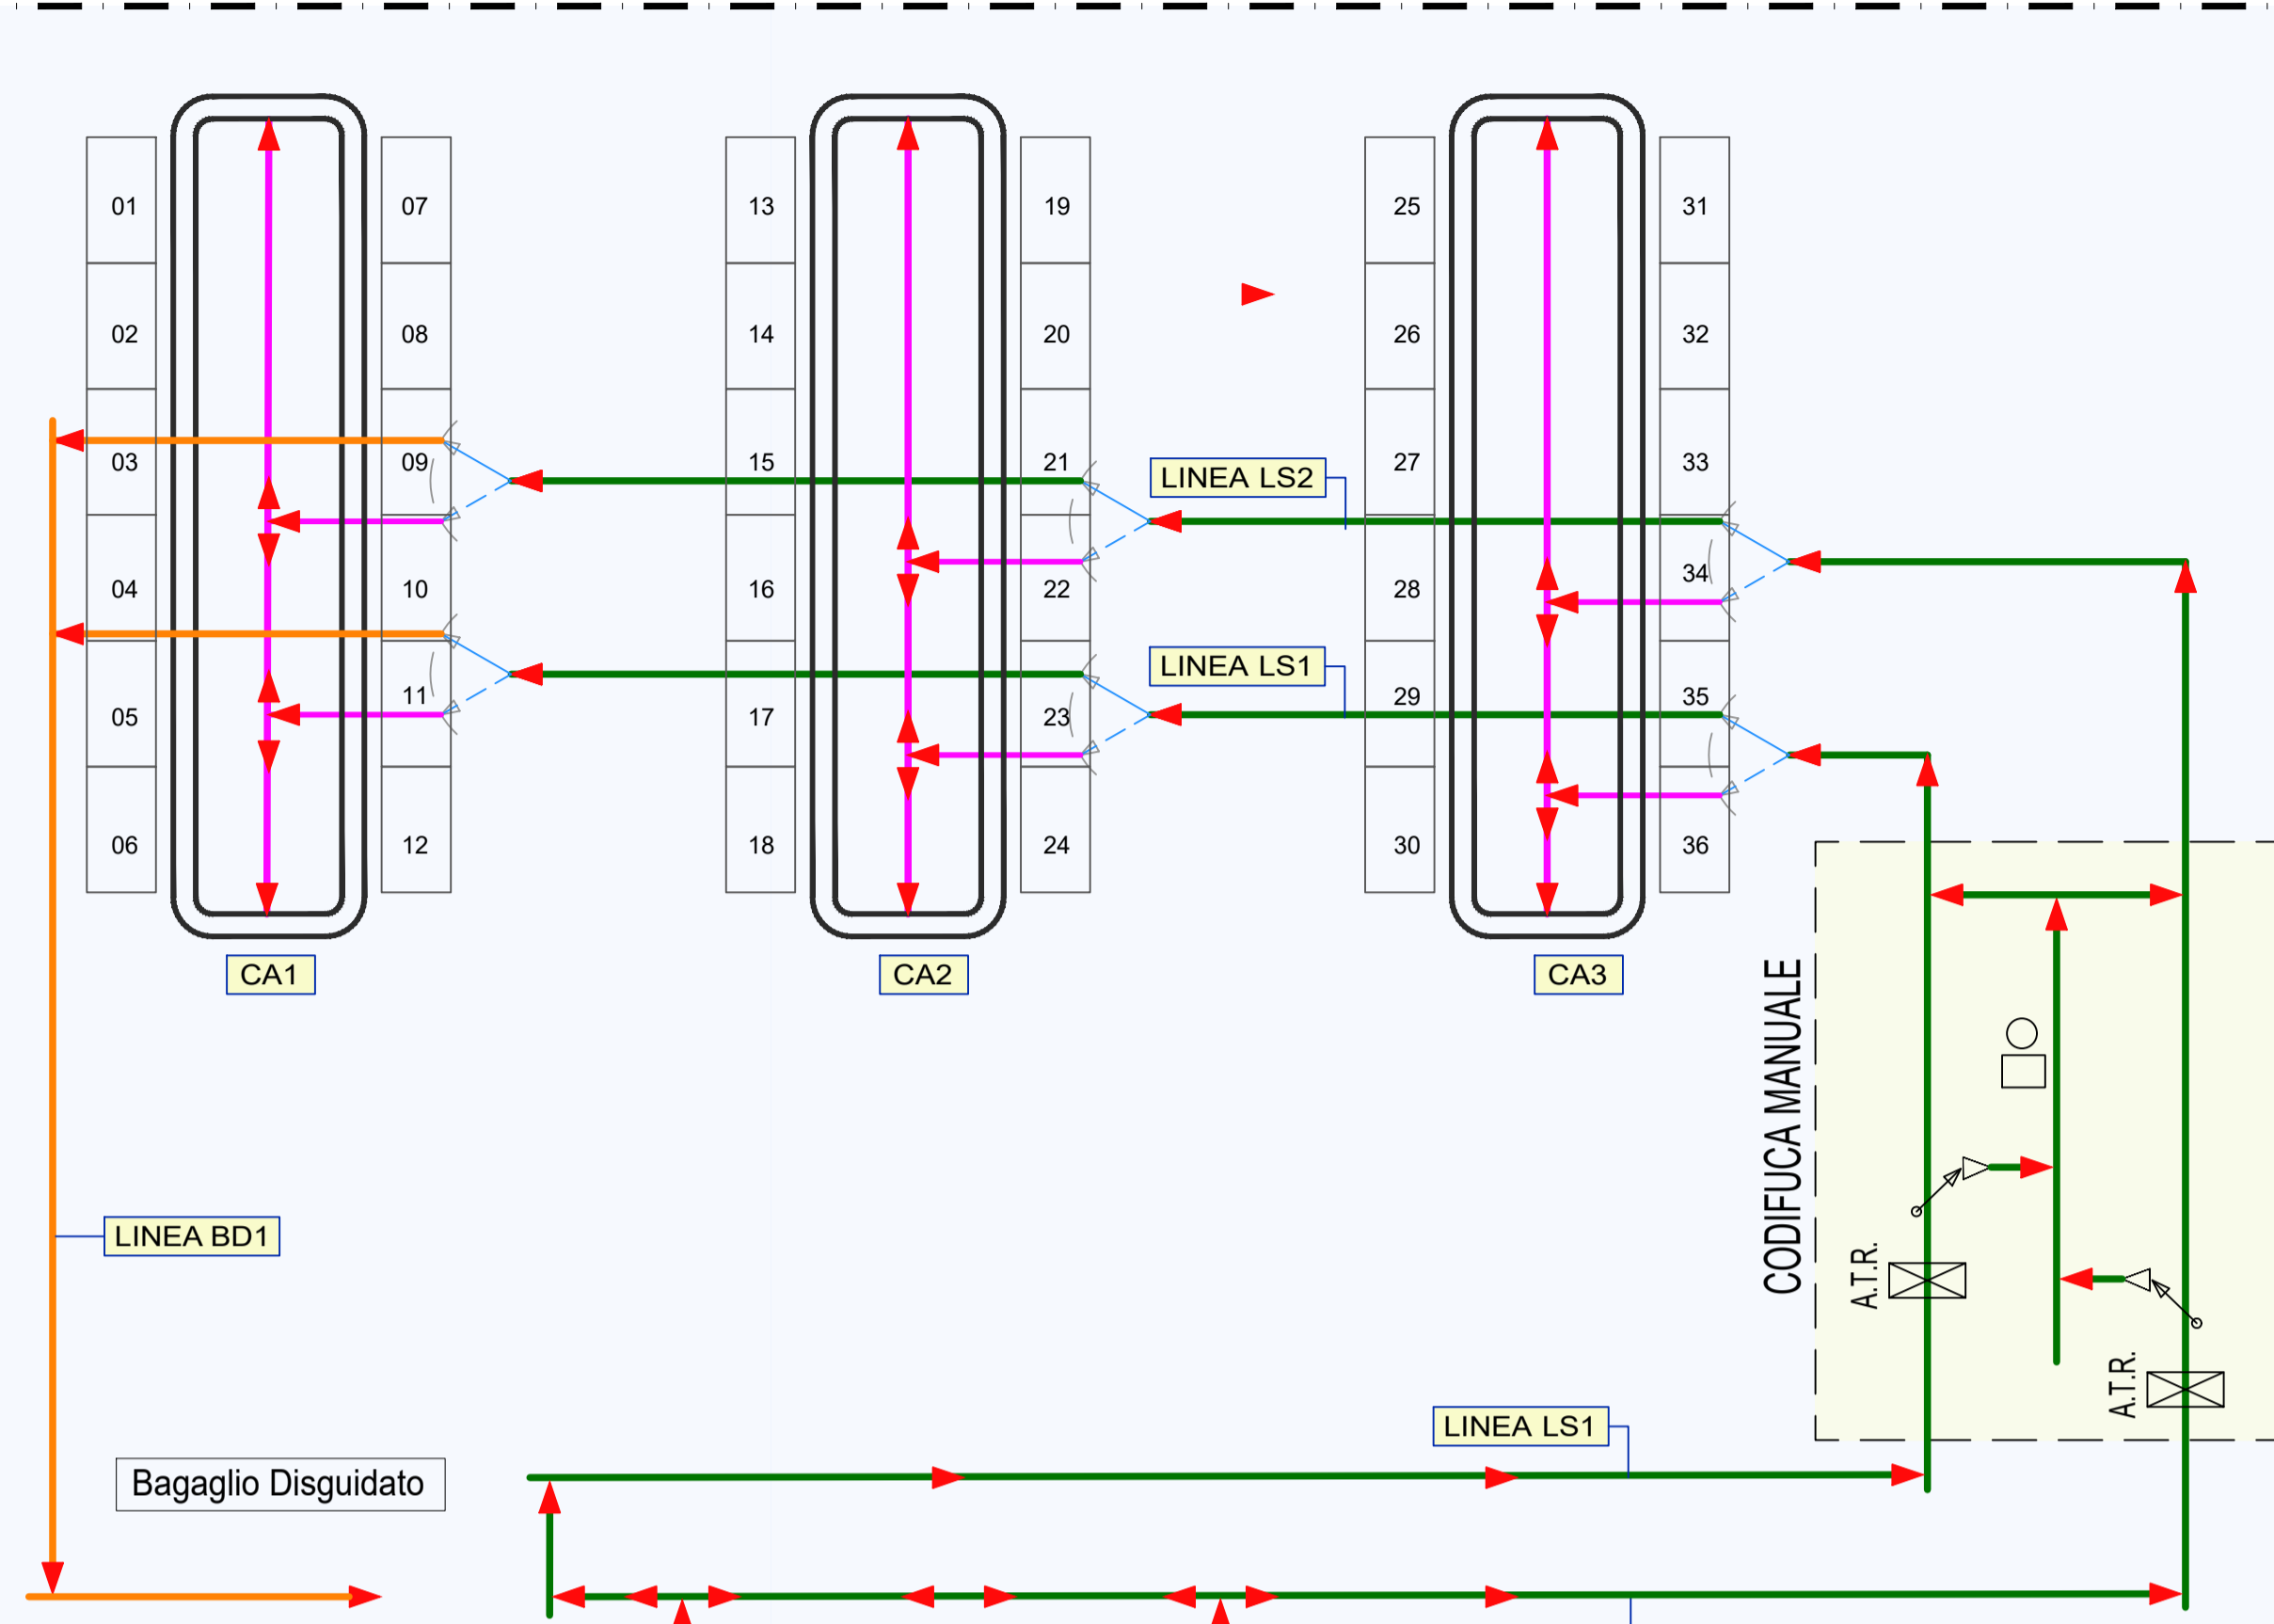 01 07 13 19 25 31
02 08 14 20 26 32
03 09 15 21 LINEA LS2 27 33
04 10 16 22 28 34
05 11 17 23 LINEA LS1 29 35
06 12 18 24 30 36
CA1 CA2 CA3
CODIFUCA MANUALE
LINEA BD1
A.T.R.
A.T.R.
LINEA LS1
Bagaglio Disguidato